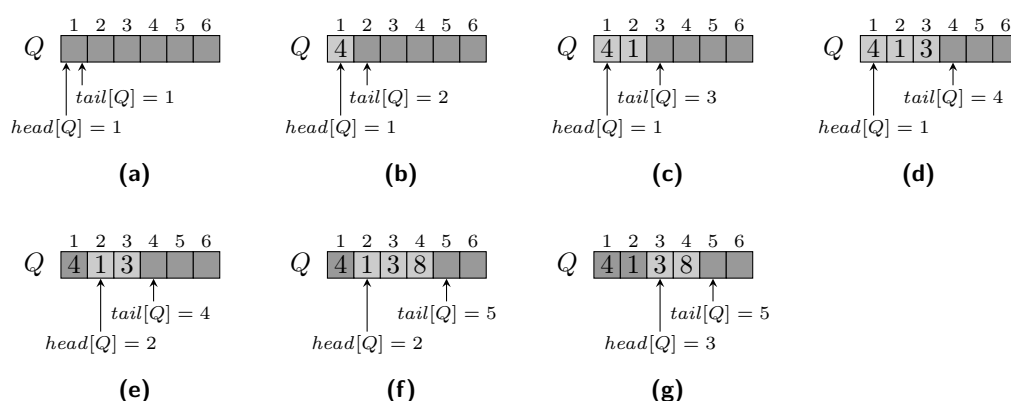 1 2 3 4 5 6 1 2 3 4 5 6 1 2 3 4 5 6 1 2 3 4 5 6
Q Q 4 Q 4 1 Q 4 1 3
tail[Q] = 1 tail[Q] = 2 tail[Q] = 3 tail[Q] = 4
head[Q] = 1 head[Q] = 1 head[Q] = 1 head[Q] = 1
(a) (b) (c) (d)
1 2 3 4 5 6 1 2 3 4 5 6 1 2 3 4 5 6
Q 4 1 3 Q 4 1 3 8 Q 4 1 3 8
tail[Q] = 4 tail[Q] = 5 tail[Q] = 5
head[Q] = 2 head[Q] = 2 head[Q] = 3
(e) (f) (g)